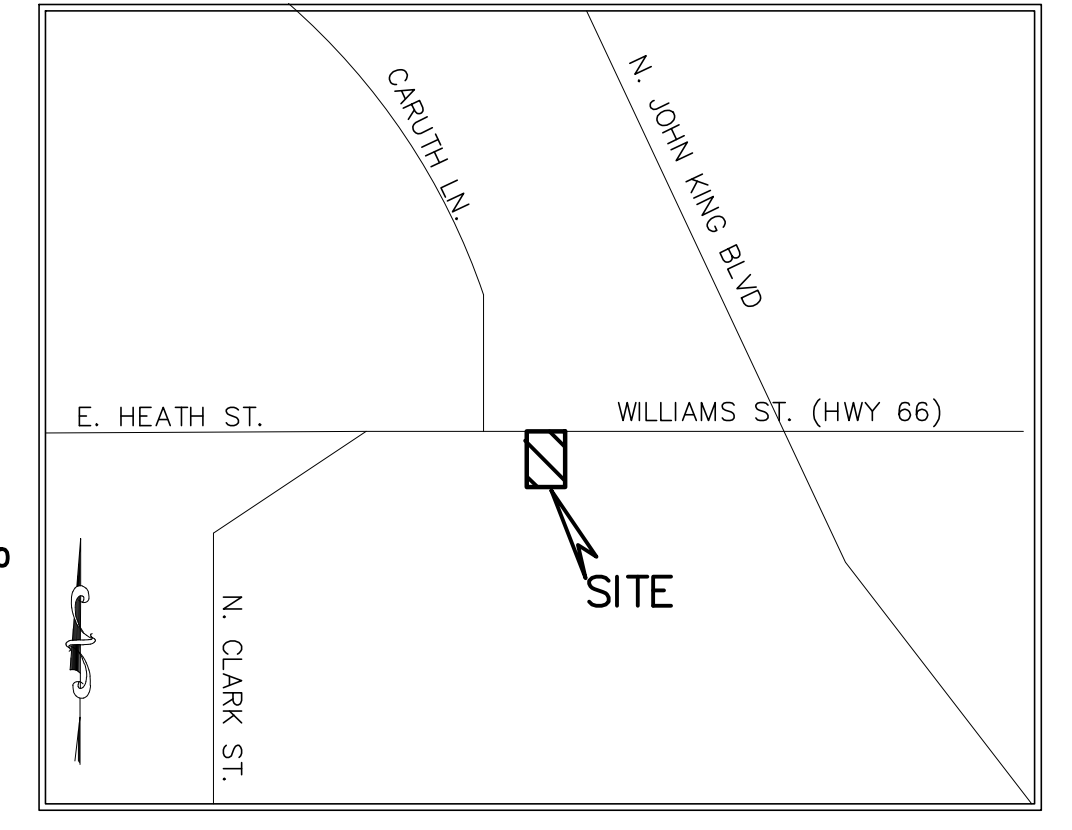 CARUTH LN.
N. JOHN KING BLVD
E. HEATH ST.
WILLIAMS ST. (HWY 66)
SITE
N. CLARK ST.